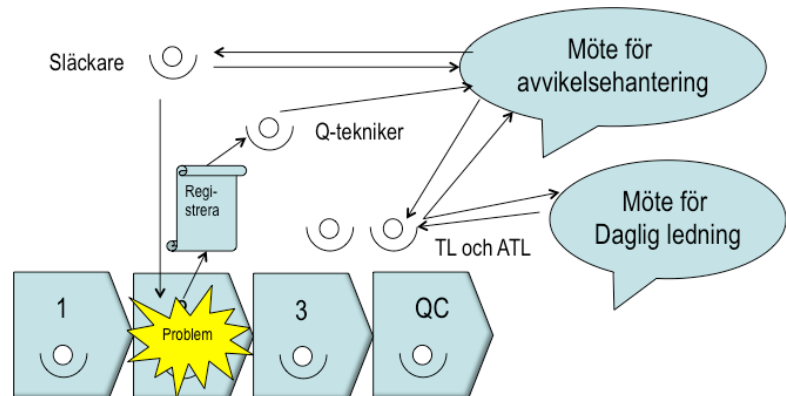 Släckare
Möte för
avvikelsehantering
Q-tekniker
Regi-
strera
Möte för
Daglig ledning
TL och ATL
1
Problem
3
QC